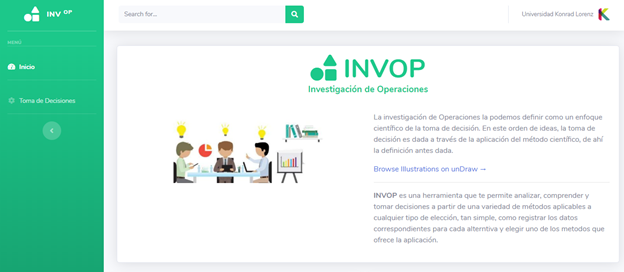 INV OP
Search for...
Universidad Konrad Lorenz
MENU
Inicio
Toma de Decisiones
INVOP
Investigación de Operaciones
La investigación de Operaciones la podemos definir como un enfoque
científico de la toma de decisión. En este orden de ideas, la toma de
decisión es dada a través de la aplicación del método científico, de ahí
la definición antes dada.
Browse Illustrations on unDraw →
INVOP es una herramienta que te permite analizar, comprender y
tomar decisiones a partir de una variedad de métodos aplicables a
cualquier tipo de elección, tan simple, como registrar los datos
correspondientes para cada alterntiva y elegir uno de los metodos que
ofrece la aplicación.